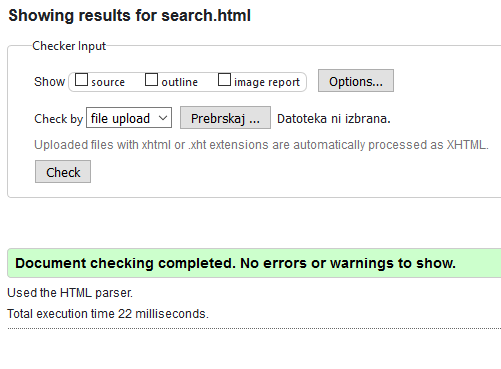 Showing results for search.html
Checker Input
Show source outline image report Options...
Check by file upload Prebrskaj ... Datoteka ni izbrana.
Uploaded files with xhtml or .xht extensions are automatically processed as XHTML.
Check
Document checking completed. No errors or warnings to show.
Used the HTML parser.
Total execution time 22 milliseconds.